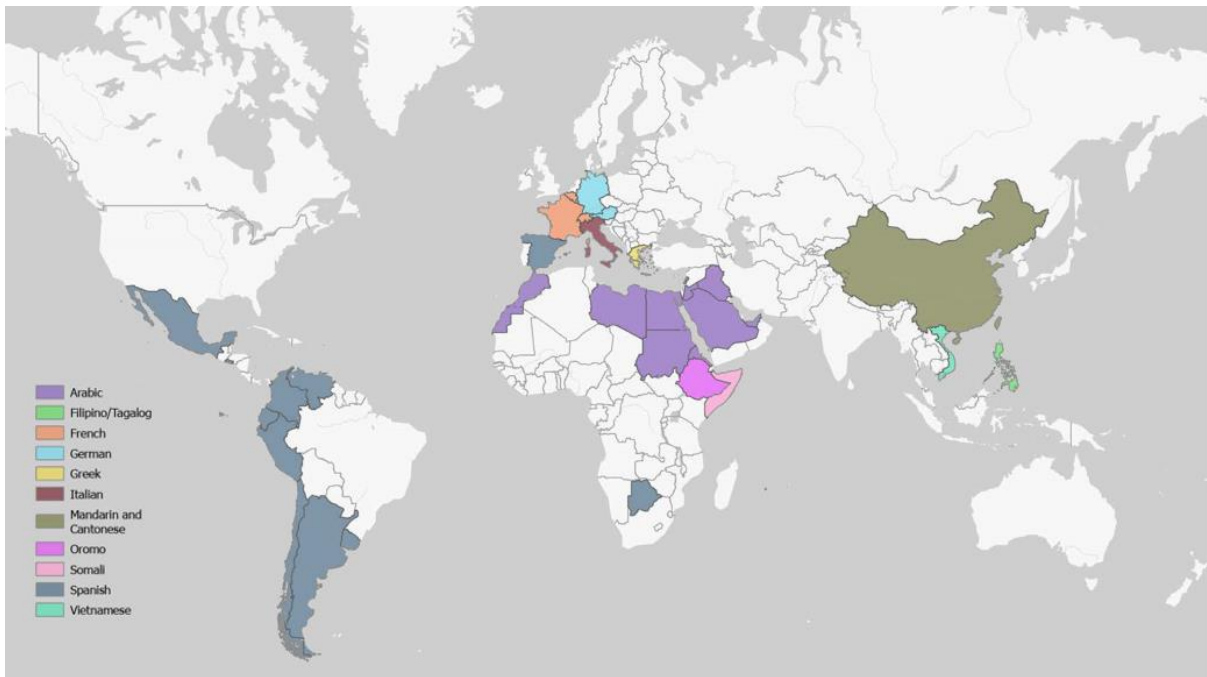 Arabic
Filipino/Tagalog
French
German
Greek
Italian
Mandarin and
Cantonese
Oromo
Somali
Spanish
Vietnamese